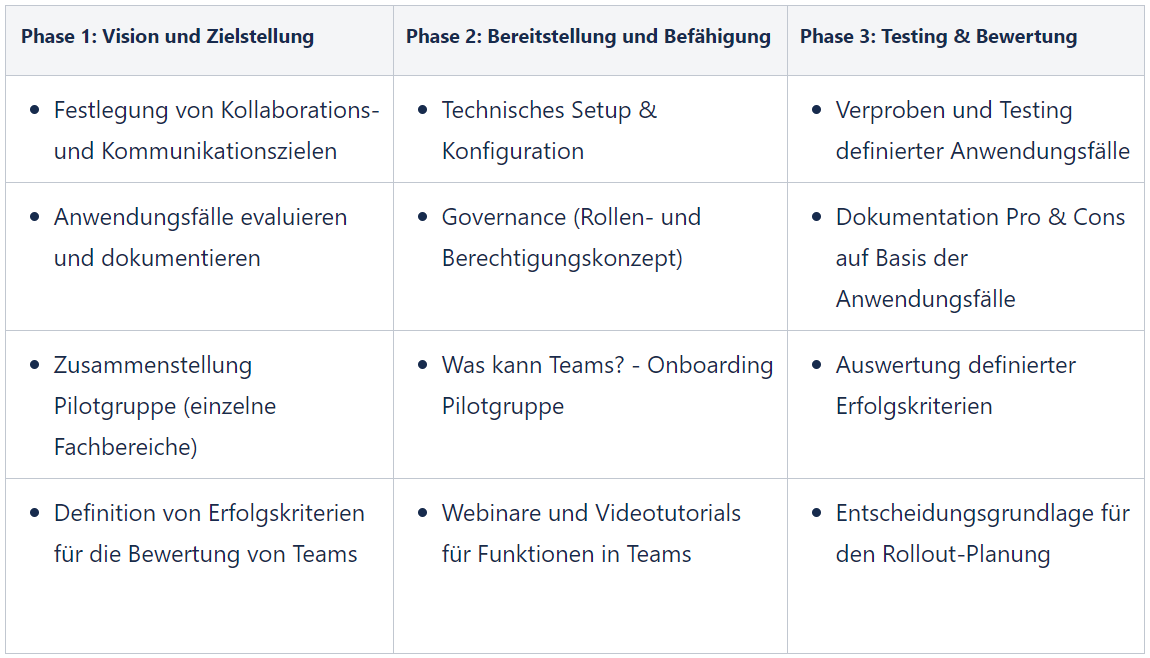 Phase 1: Vision und Zielstellung
Phase 2: Bereitstellung und Befähigung
Phase 3: Testing & Bewertung
• Festlegung von Kollaborations-
und Kommunikationszielen
• Technisches Setup &
Konfiguration
• Verproben und Testing
definierter Anwendungsfälle
• Anwendungsfälle evaluieren
und dokumentieren
• Governance (Rollen- und
Berechtigungskonzept)
• Dokumentation Pro & Cons
auf Basis der
Anwendungsfälle
• Zusammenstellung
Pilotgruppe (einzelne
Fachbereiche)
• Was kann Teams? - Onboarding
Pilotgruppe
• Auswertung definierter
Erfolgskriterien
• Definition von Erfolgskriterien
für die Bewertung von Teams
• Webinare und Videotutorials
für Funktionen in Teams
• Entscheidungsgrundlage für
den Rollout-Planung